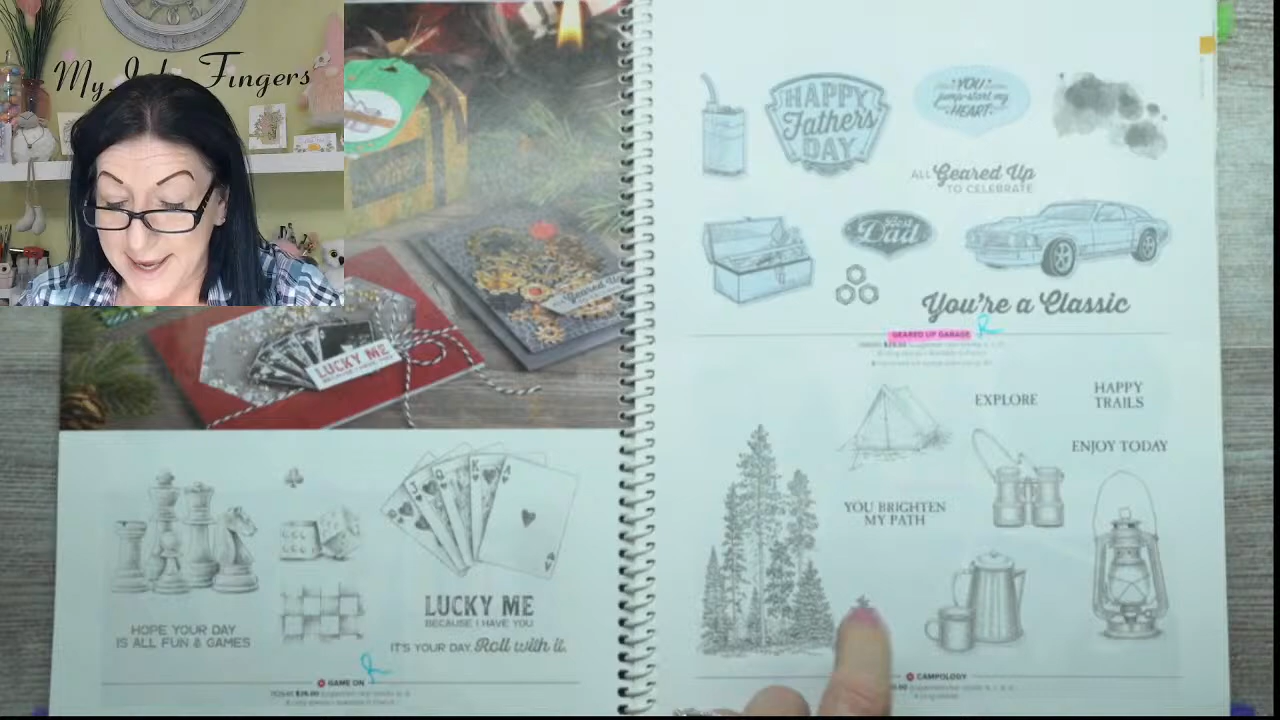 My Inky Fingers
LUCKY ME
HOPE YOUR DAY
IS ALL FUN & GAMES
LUCKY ME
BECAUSE I HAVE YOU
IT'S YOUR DAY. Roll with it.
GAME ON
HAPPY
Father's
DAY
YOU
jump-start my
HEART.
ALL Geared Up
TO CELEBRATE
Best
Dad
You're a Classic
GEARED UP GARAGE
EXPLORE
HAPPY
TRAILS
ENJOY TODAY
YOU BRIGHTEN
MY PATH
CAMPOLOGY